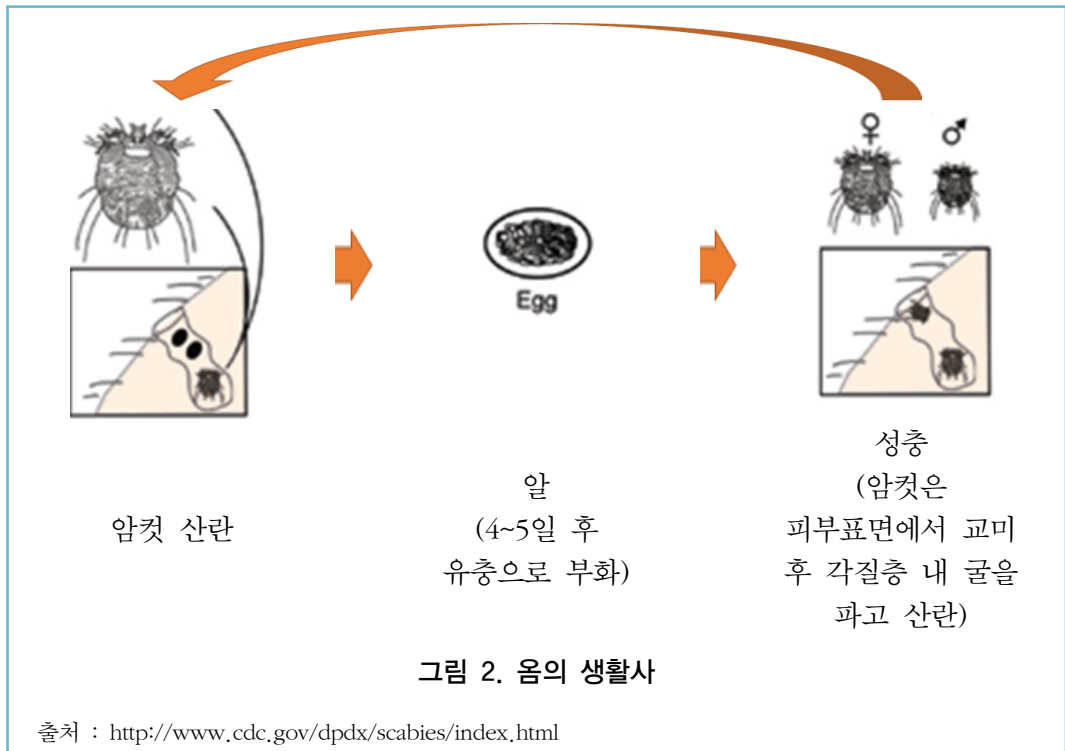 ♀ ♂
Egg
암컷 산란
알
(4~5일 후
유충으로 부화)
성충
(암컷은
피부표면에서 교미
후 각질층 내 굴을
파고 산란)
그림 2. 옴의 생활사
출처 : http://www.cdc.gov/dpdx/scabies/index.html